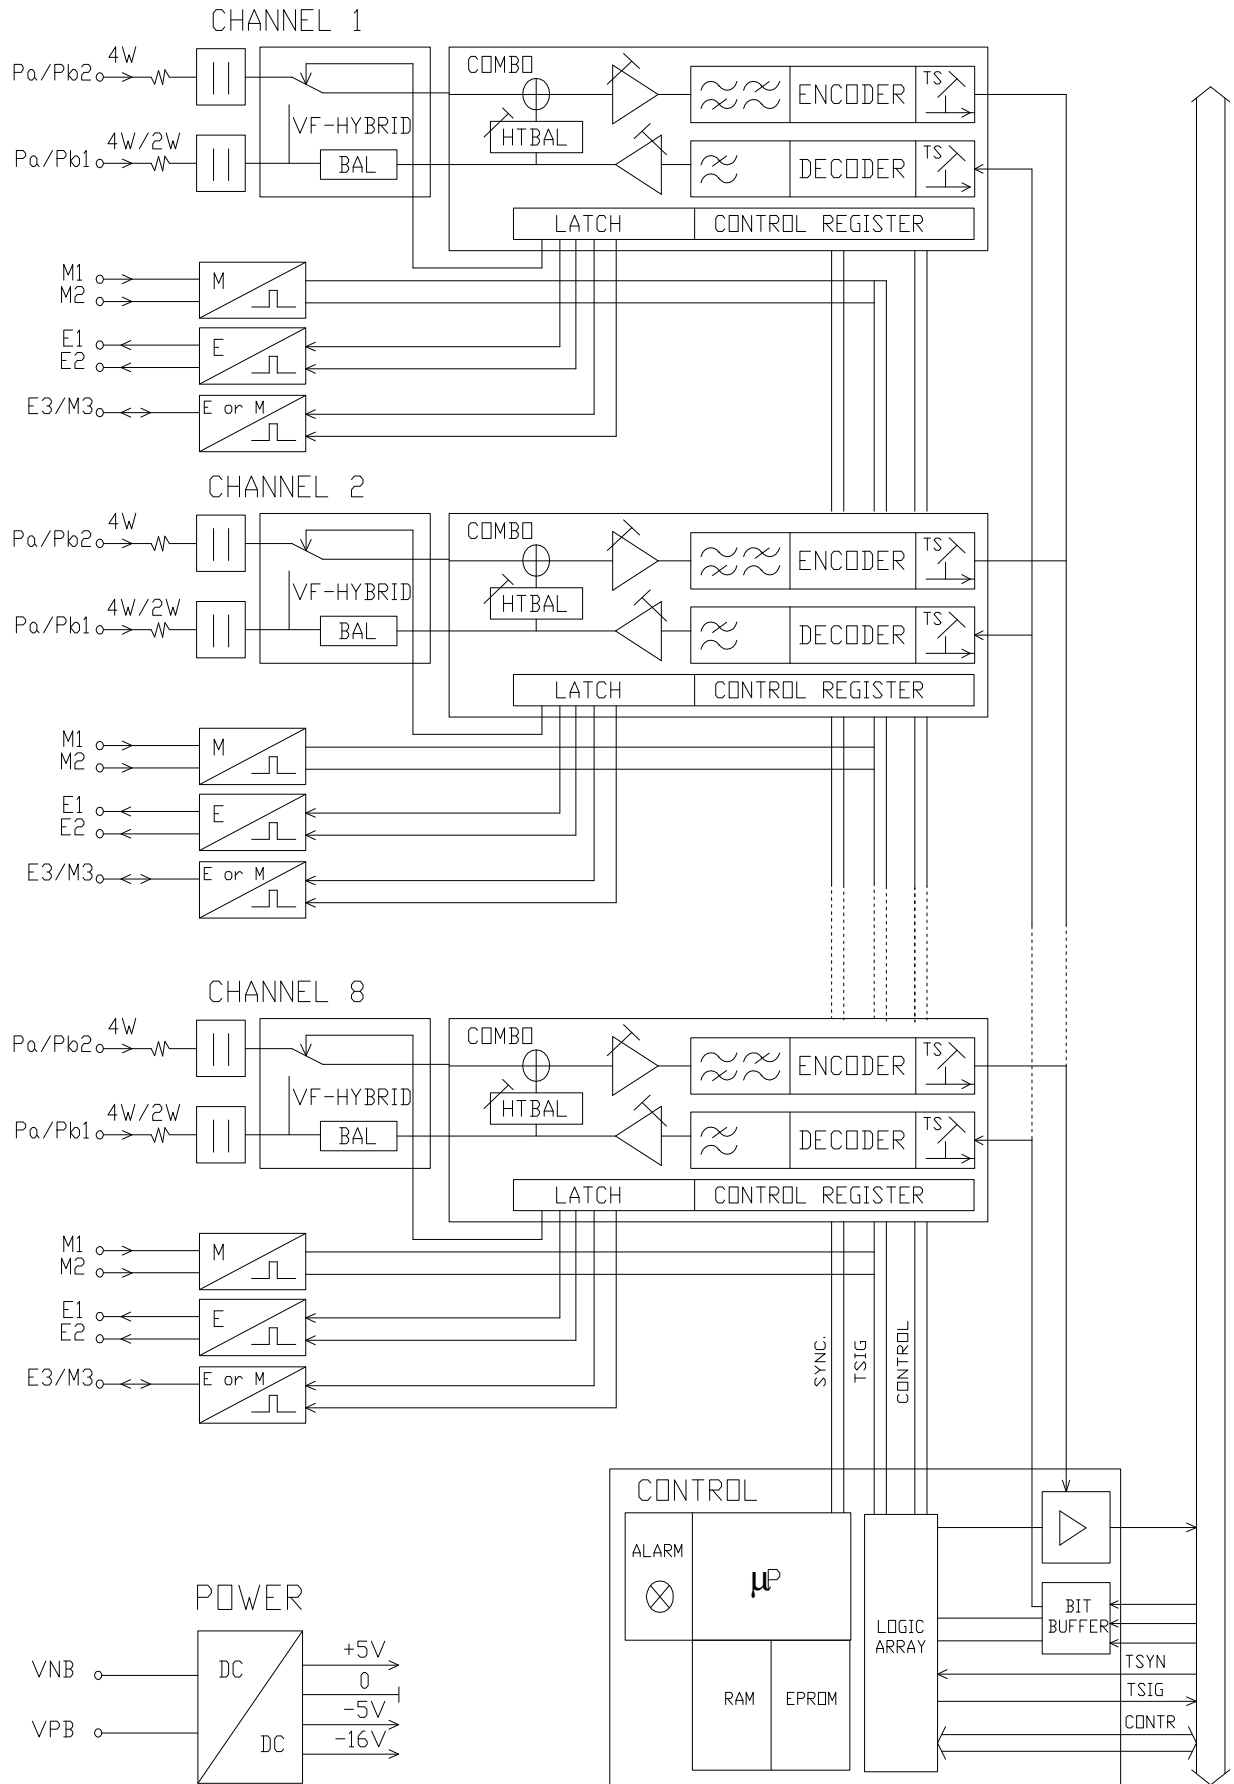 CHANNEL 1
4W
Pa/Pb2
COMBO
ENCODER
TS
VF-HYBRID
HTBAL
4W/2W
Pa/Pb1
BAL
DECODER
TS
LATCH
CONTROL REGISTER
M1
M2
M
E1
E2
E
E3/M3
E or M
CHANNEL 2
4W
Pa/Pb2
COMBO
ENCODER
TS
VF-HYBRID
HTBAL
4W/2W
Pa/Pb1
BAL
DECODER
TS
LATCH
CONTROL REGISTER
M1
M2
M
E1
E2
E
E3/M3
E or M
CHANNEL 8
4W
Pa/Pb2
COMBO
ENCODER
TS
VF-HYBRID
HTBAL
4W/2W
Pa/Pb1
BAL
DECODER
TS
LATCH
CONTROL REGISTER
M1
M2
M
E1
E2
E
E3/M3
E or M
SYNC.
TSIG
CONTROL
CONTROL
ALARM
μP
RAM
EPROM
LOGIC
ARRAY
BIT
BUFFER
TSYN
TSIG
CONTR
POWER
VNB
VPB
DC
DC
+5V
0
-5V
-16V